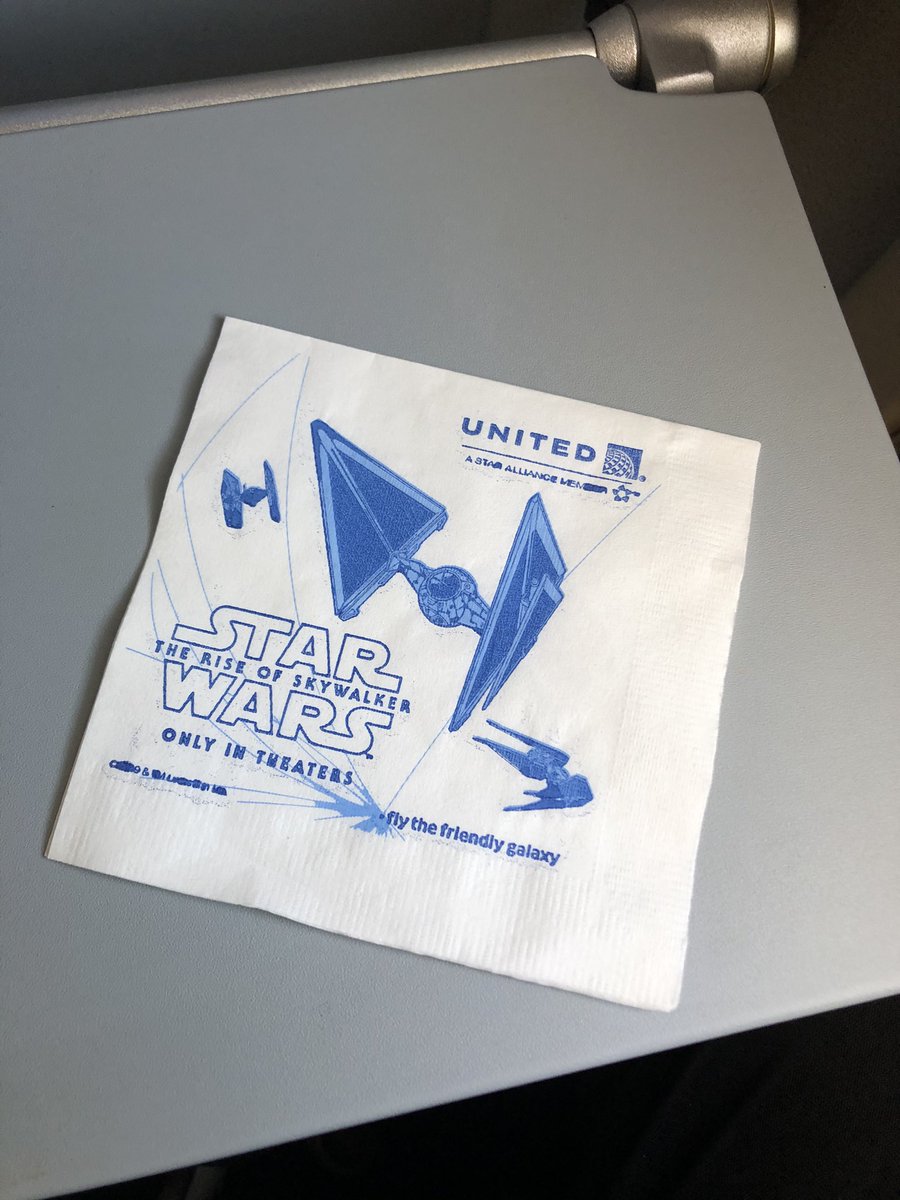 UNITED
A STAR ALLIANCE MEMBER
STAR
THE RISE OF SKYWALKER
WARS
ONLY IN THEATERS
fly the friendly galaxy